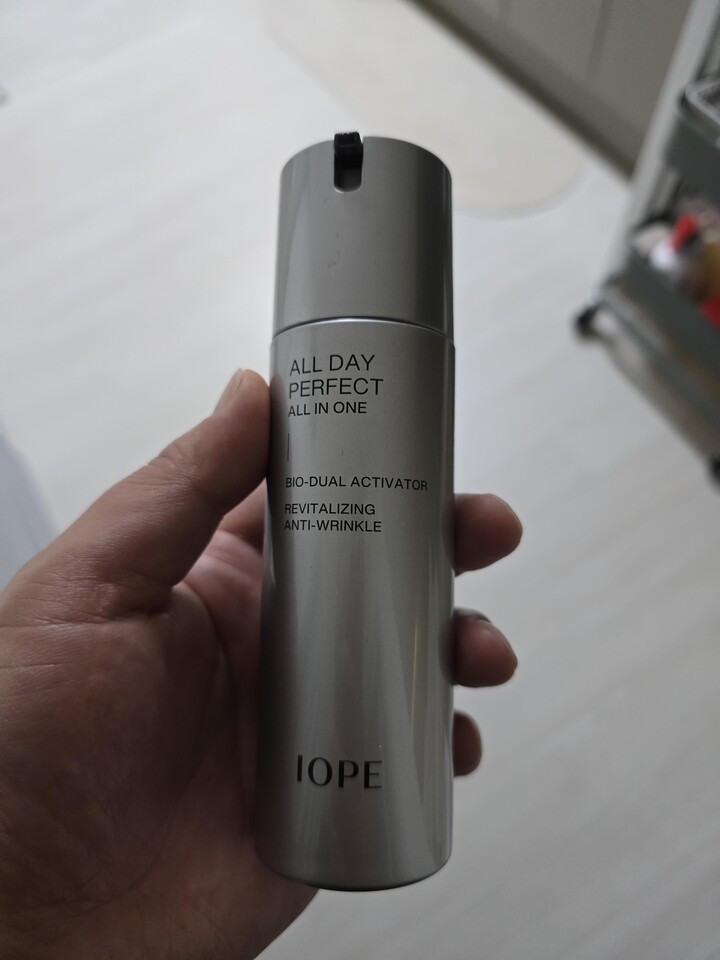 ALL DAY
PERFECT
ALL IN ONE
BIO-DUAL ACTIVATOR
REVITALIZING
ANTI-WRINKLE
IOPE